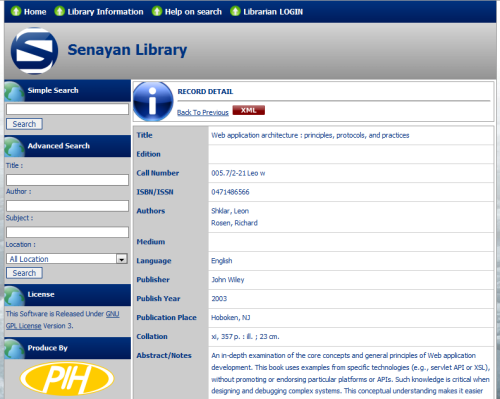 Home Library Information Help on search Librarian LOGIN
Senayan Library
Simple Search
Search
Advanced Search
Title :
Author :
Subject :
Location :
All Location
Search
License
This Software is Released Under GNU
GPL License Version 3.
Produce By
PIH
RECORD DETAIL
Back To Previous XML
Title Web application architecture : principles, protocols, and practices
Edition
Call Number 005.7/2-21 Leo w
ISBN/ISSN 0471486566
Authors Shklar, Leon
Rosen, Richard
Medium
Language English
Publisher John Wiley
Publish Year 2003
Publication Place Hoboken, NJ
Collation xi, 357 p. : ill. ; 23 cm.
Abstract/Notes An in-depth examination of the core concepts and general principles of Web application
development. This book uses examples from specific technologies (e.g., servlet API or XSL),
without promoting or endorsing particular platforms or APIs. Such knowledge is critical when
designing and debugging complex systems. This conceptual understanding makes it easier